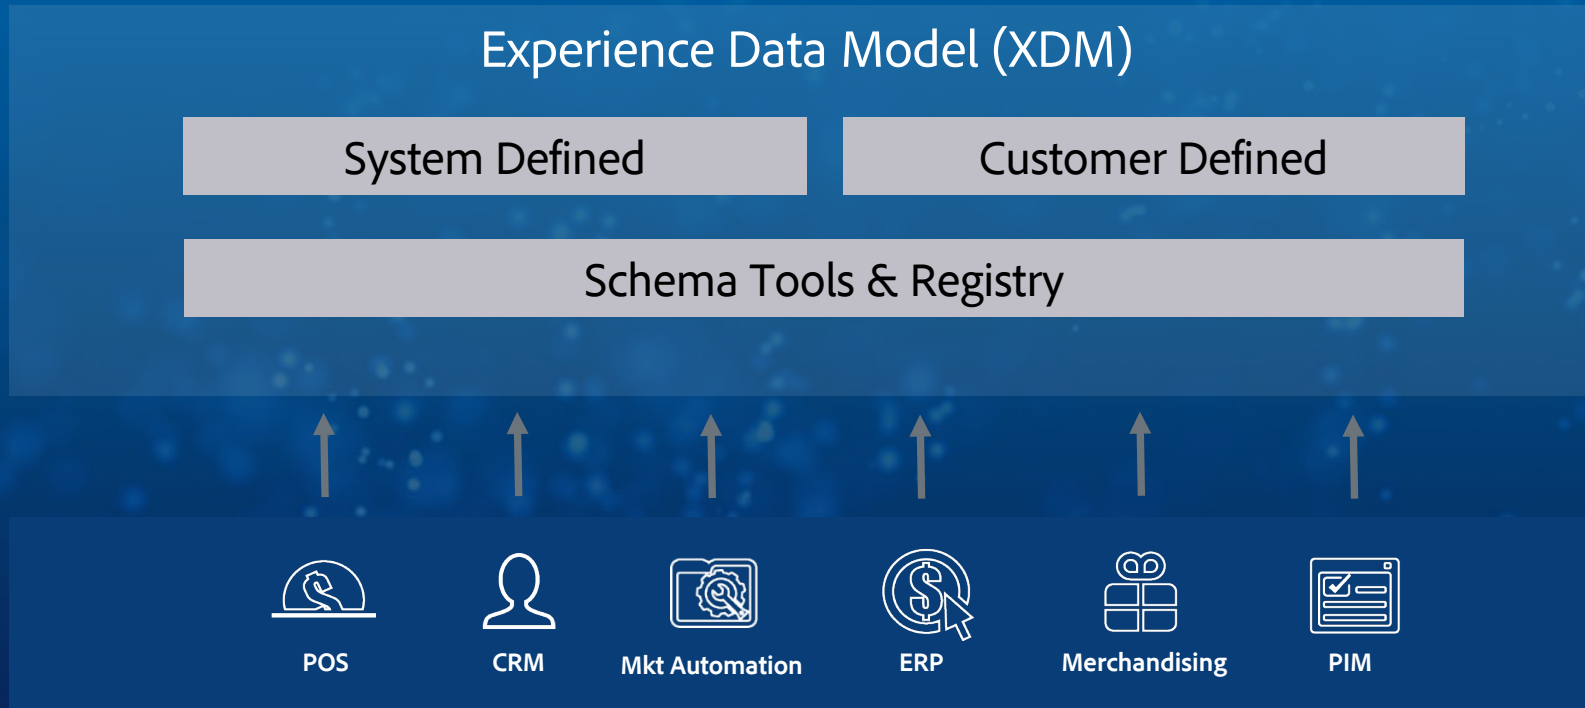 Experience Data Model (XDM)
System Defined
Customer Defined
Schema Tools & Registry
POS
CRM
Mkt Automation
ERP
Merchandising
PIM